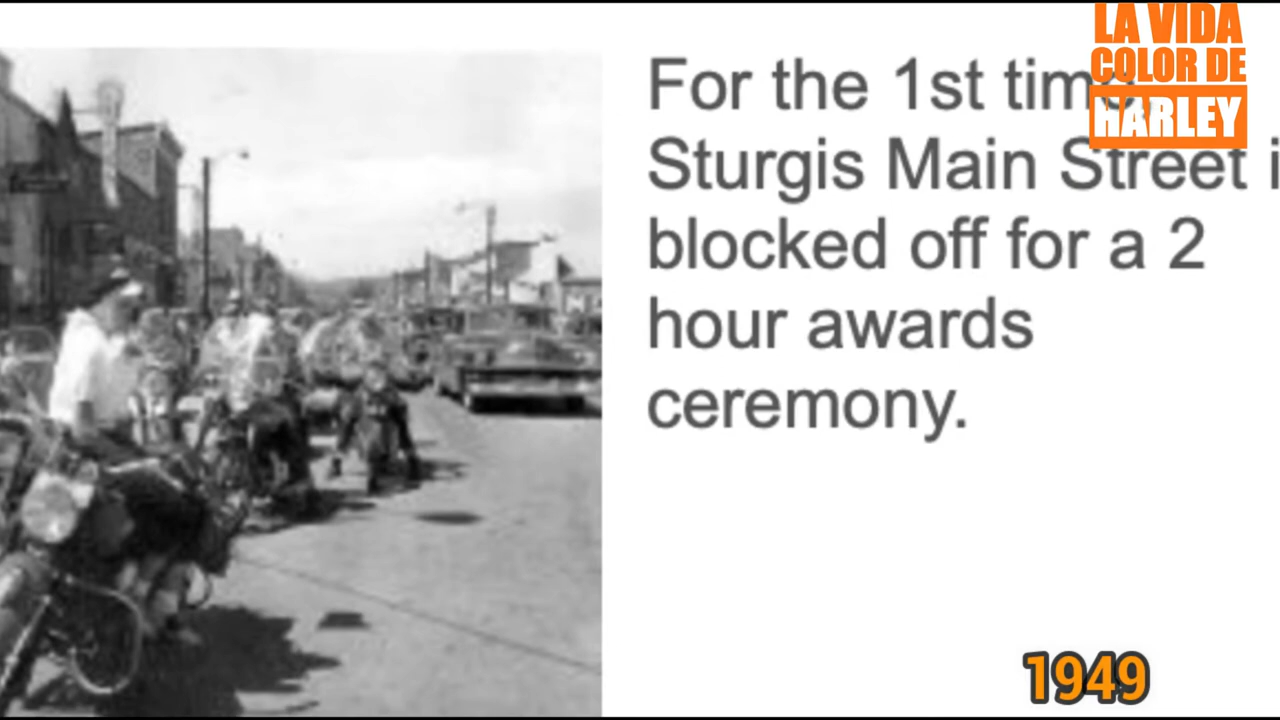 LA VIDA
COLOR DE
HARLEY
For the 1st time,
Sturgis Main Street i
blocked off for a 2
hour awards
ceremony.
1949